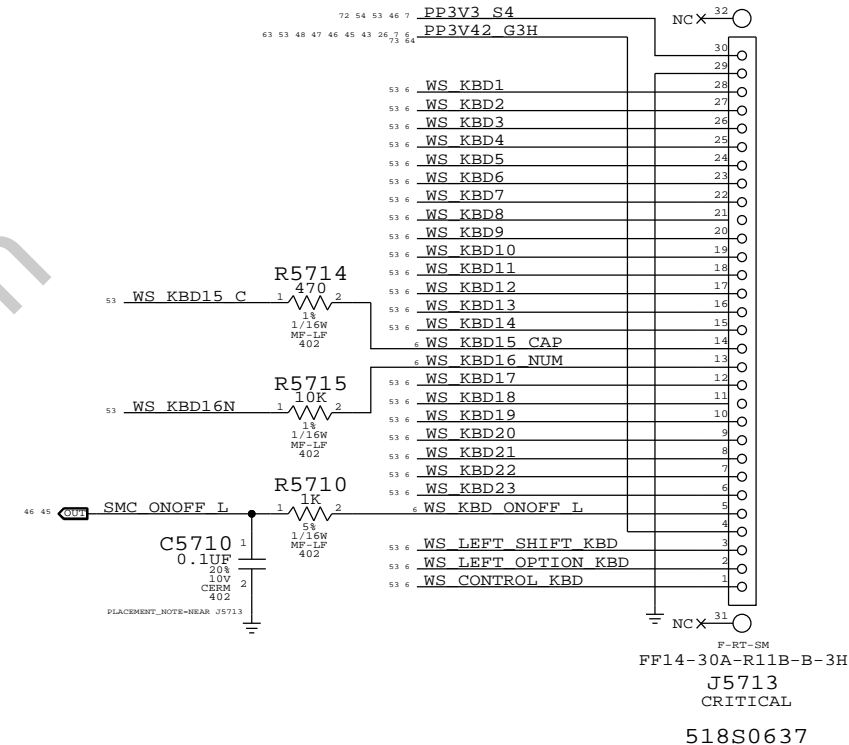 72 54 53 46 7 PP3V3_S4
NC 32
63 53 48 47 46 45 43 26 7 6 PP3V42_G3H
73 64
30
29
53 6 WS_KBD1 28
53 6 WS_KBD2 27
53 6 WS_KBD3 26
53 6 WS_KBD4 25
53 6 WS_KBD5 24
53 6 WS_KBD6 23
53 6 WS_KBD7 22
53 6 WS_KBD8 21
53 6 WS_KBD9 20
53 6 WS_KBD10 19
53 6 WS_KBD11 18
53 6 WS_KBD12 17
53 6 WS_KBD13 16
53 6 WS_KBD14 15
6 WS_KBD15_CAP 14
6 WS_KBD16_NUM 13
53 6 WS_KBD17 12
53 6 WS_KBD18 11
53 6 WS_KBD19 10
53 6 WS_KBD20 9
53 6 WS_KBD21 8
53 6 WS_KBD22 7
53 6 WS_KBD23 6
6 WS_KBD_ONOFF_L 5
4
53 6 WS_LEFT_SHIFT_KBD 3
53 6 WS_LEFT_OPTION_KBD 2
53 6 WS_CONTROL_KBD 1
NC 31
R5714
470
53 WS_KBD15_C 1 2
1%
1/16W
MF-LF
402
R5715
10K
53 WS_KBD16N 1 2
1%
1/16W
MF-LF
402
R5710
1K
46 45 OUT SMC_ONOFF_L 1 2
5%
1/16W
MF-LF
402
C5710 1
0.1UF
20%
10V 2
CERM
402
PLACEMENT_NOTE=NEAR J5713
F-RT-SM
FF14-30A-R11B-B-3H
J5713
CRITICAL
518S0637